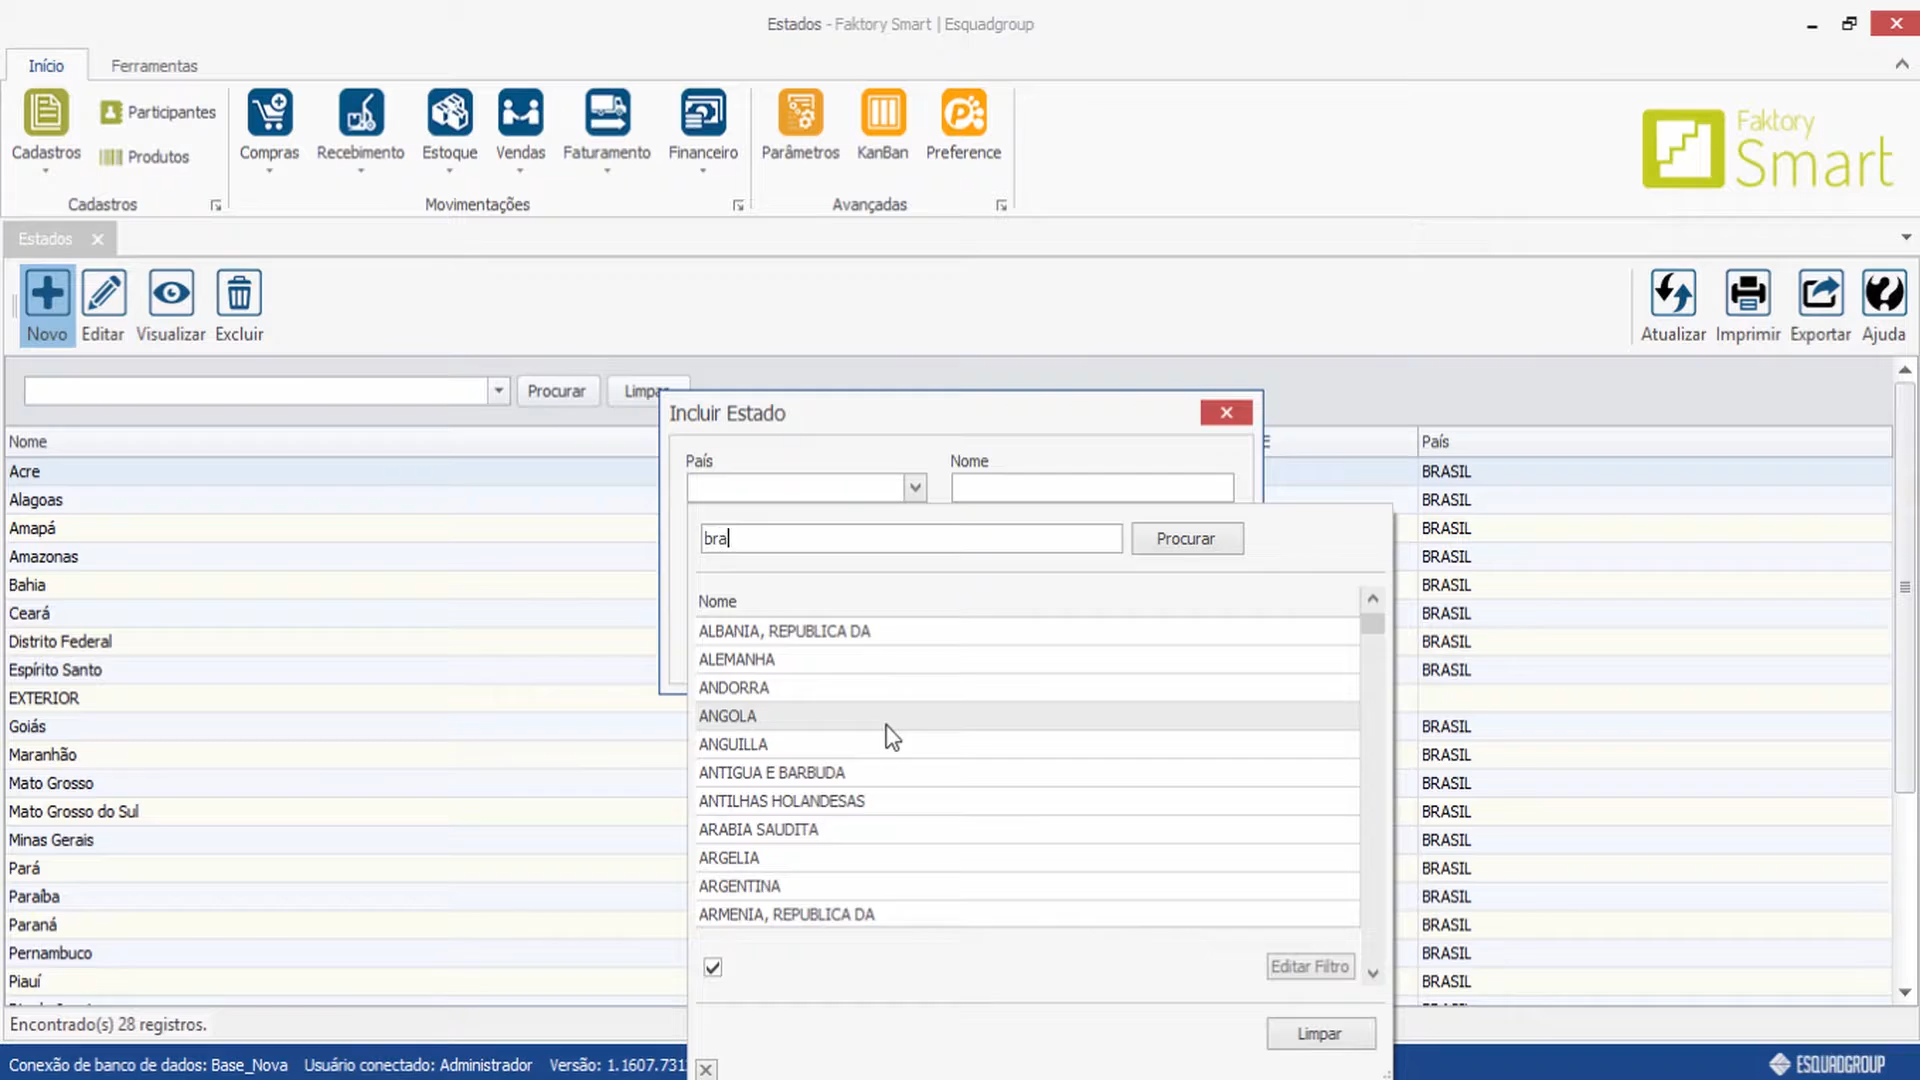 Estados - Faktory Smart | Esquadgroup
Início Ferramentas
Participantes
Produtos
Cadastros Compras Recebimento Estoque Vendas Faturamento Financeiro Parâmetros KanBan Preference
Cadastros Movimentações Avançadas
Faktory
Smart
Estados
Novo Editar Visualizar Excluir Atualizar Imprimir Exportar Ajuda
Procurar
Incluir Estado
Nome País
Acre BRASIL
Alagoas BRASIL
Amapá BRASIL
Amazonas BRASIL
Bahia BRASIL
Ceará BRASIL
Distrito Federal BRASIL
Espírito Santo BRASIL
EXTERIOR
Goiás BRASIL
Maranhão BRASIL
Mato Grosso BRASIL
Mato Grosso do Sul BRASIL
Minas Gerais BRASIL
Pará BRASIL
Paraíba BRASIL
Paraná BRASIL
Pernambuco BRASIL
Piauí BRASIL
País Nome
bra Procurar
Nome
ALBANIA, REPUBLICA DA
ALEMANHA
ANDORRA
ANGOLA
ANGUILLA
ANTIGUA E BARBUDA
ANTILHAS HOLANDESAS
ARABIA SAUDITA
ARGELIA
ARGENTINA
ARMENIA, REPUBLICA DA
Editar Filtro
Limpar
Encontrado(s) 28 registros.
Conexão de banco de dados: Base_Nova Usuário conectado: Administrador Versão: 1.1607.731 ESQUADGROUP